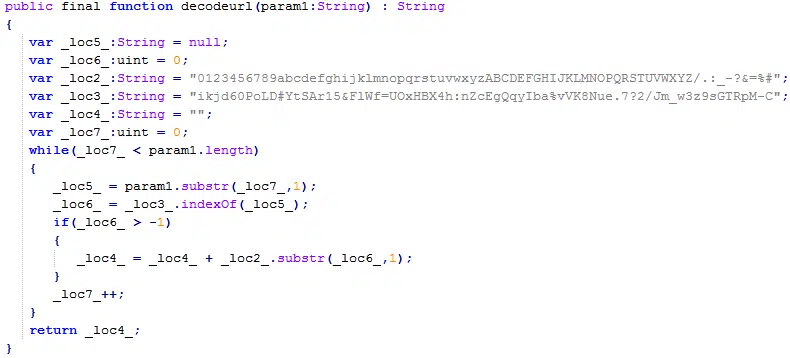 public final function decodeurl(param1:String) : String
{
var _loc5_:String = null;
var _loc6_:uint = 0;
var _loc2_:String = "0123456789abcdefghijklmnopqrstuvwxyzABCDEFGHIJKLMNOPQRSTUVWXYZ/.:_-?&=%#";
var _loc3_:String = "ikjd60PoLD#YtSAr15&FlWf=UOxHBX4h:nZcEgQqyIba%vVK8Nue.7?2/Jm_w3z9sGTRpM-C";
var _loc4_:String = "";
var _loc7_:uint = 0;
while(_loc7_ < param1.length)
{
_loc5_ = param1.substr(_loc7_,1);
_loc6_ = _loc3_.indexOf(_loc5_);
if(_loc6_ > -1)
{
_loc4_ = _loc4_ + _loc2_.substr(_loc6_,1);
}
_loc7_++;
}
return _loc4_;
}